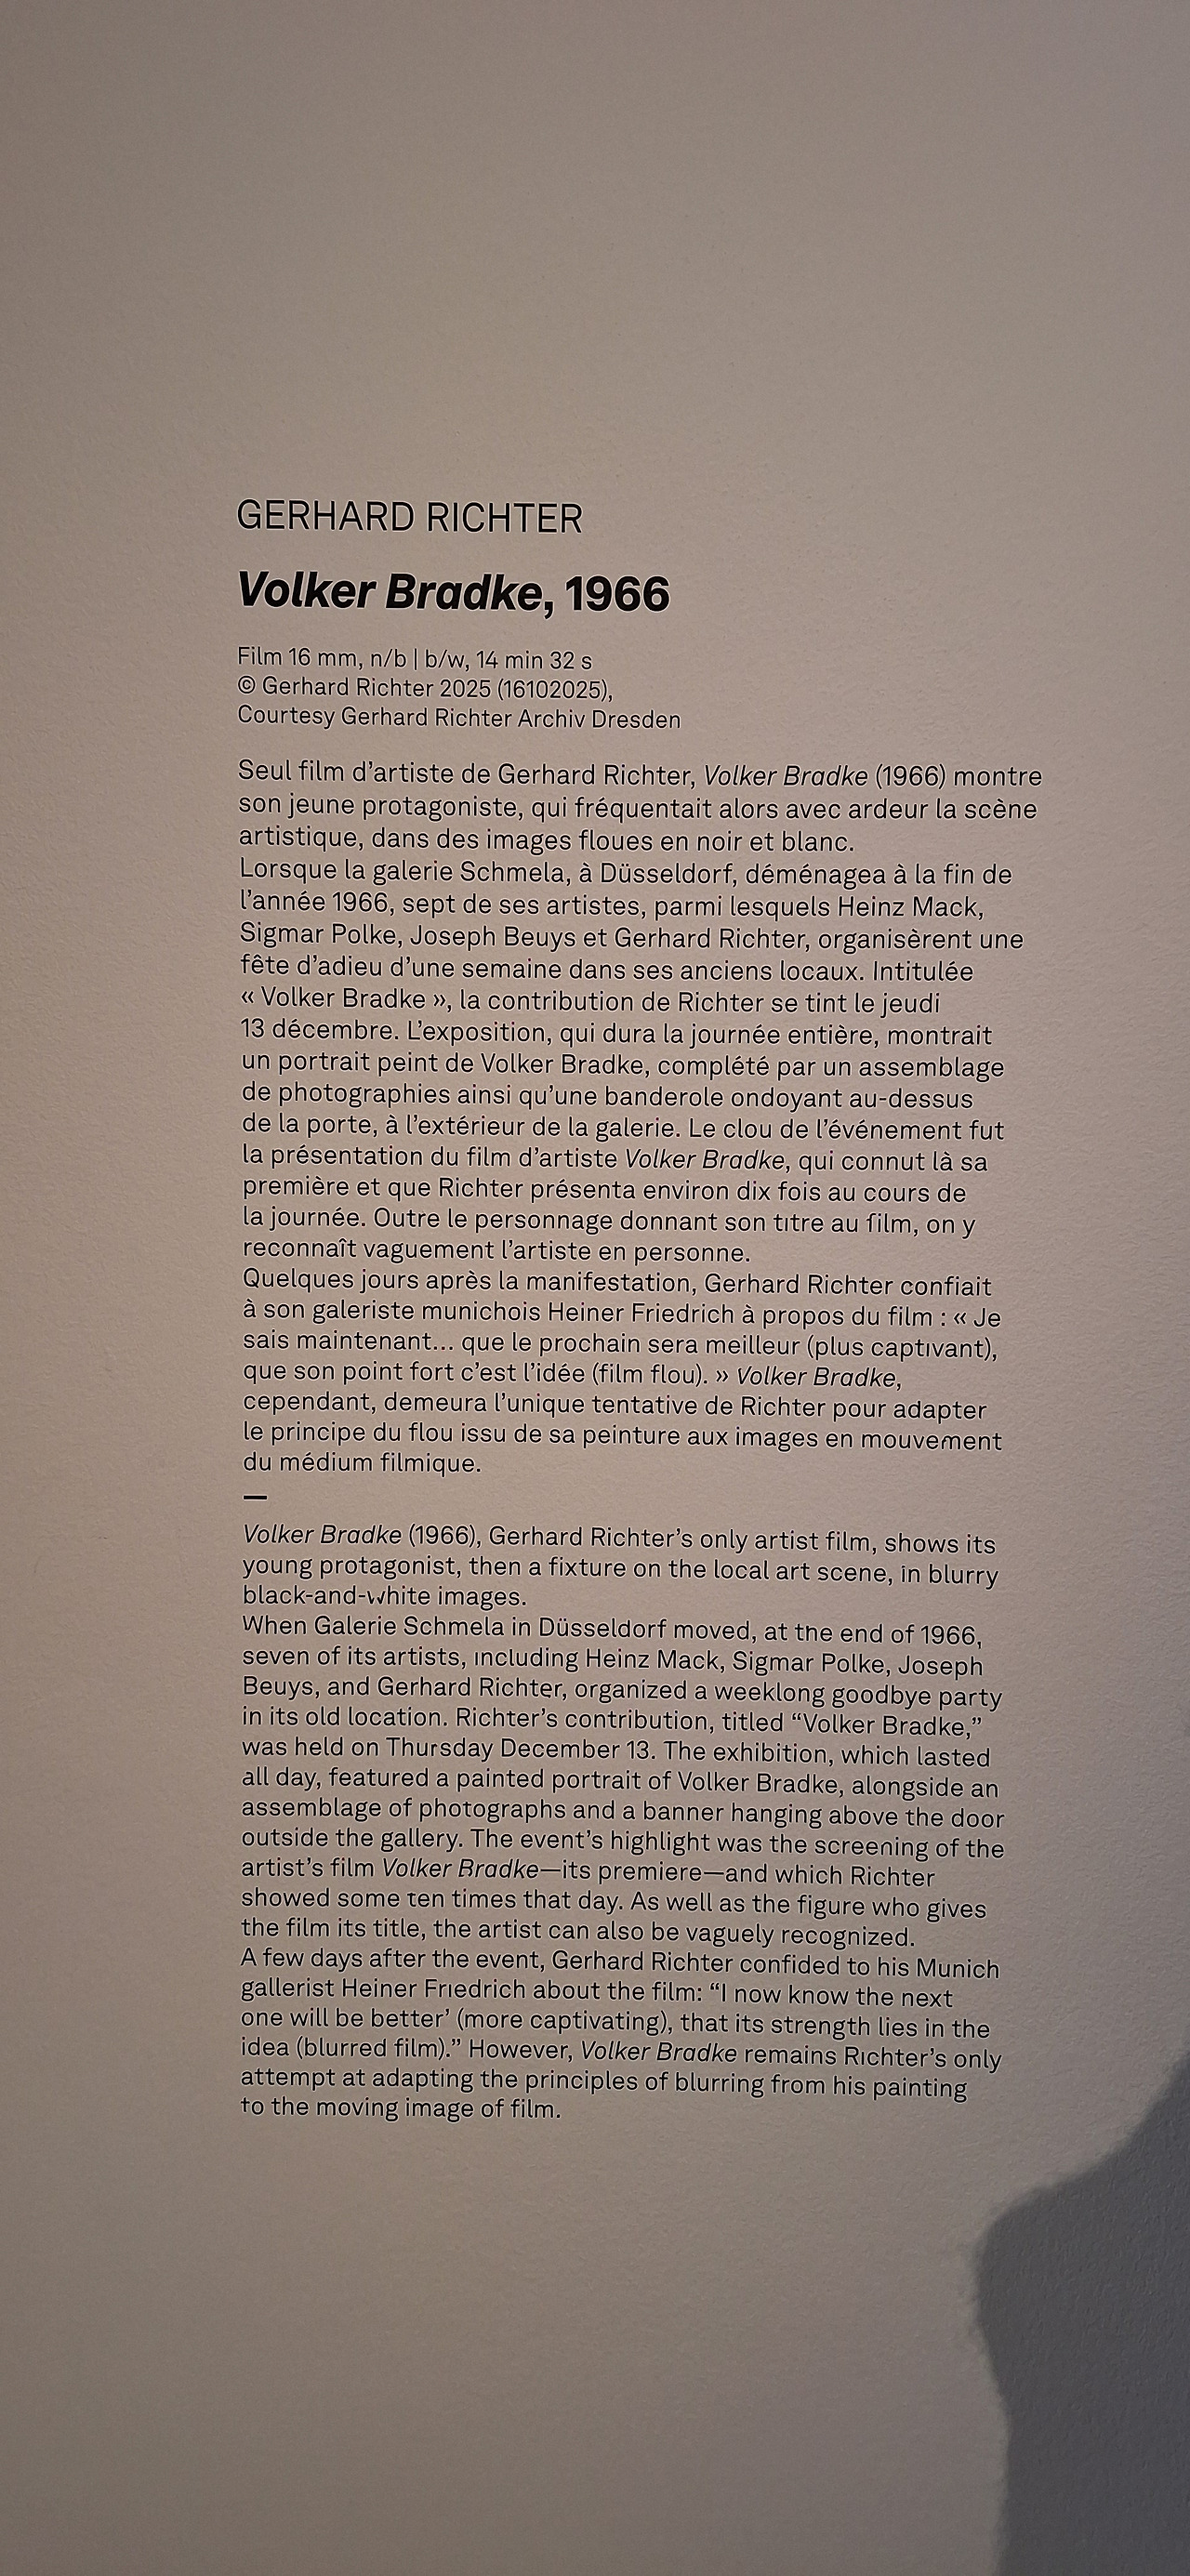 GERHARD RICHTER
Volker Bradke, 1966
Film 16 mm, n/b | b/w, 14 min 32 s
© Gerhard Richter 2025 (16102025),
Courtesy Gerhard Richter Archiv Dresden
Seul film d’artiste de Gerhard Richter, Volker Bradke (1966) montre
son jeune protagoniste, qui fréquentait alors avec ardeur la scène
artistique, dans des images floues en noir et blanc.
Lorsque la galerie Schmela, à Düsseldorf, déménagea à la fin de
l’année 1966, sept de ses artistes, parmi lesquels Heinz Mack,
Sigmar Polke, Joseph Beuys et Gerhard Richter, organisèrent une
fête d’adieu d’une semaine dans ses anciens locaux. Intitulée
« Volker Bradke », la contribution de Richter se tint le jeudi
13 décembre. L’exposition, qui dura la journée entière, montrait
un portrait peint de Volker Bradke, complété par un assemblage
de photographies ainsi qu’une banderole ondoyant au-dessus
de la porte, à l’extérieur de la galerie. Le clou de l’événement fut
la présentation du film d’artiste Volker Bradke, qui connut là sa
première et que Richter présenta environ dix fois au cours de
la journée. Outre le personnage donnant son titre au film, on y
reconnaît vaguement l’artiste en personne.
Quelques jours après la manifestation, Gerhard Richter confiait
à son galeriste munichois Heiner Friedrich à propos du film : « Je
sais maintenant... que le prochain sera meilleur (plus captivant),
que son point fort c’est l’idée (film flou). » Volker Bradke,
cependant, demeura l’unique tentative de Richter pour adapter
le principe du flou issu de sa peinture aux images en mouvement
du médium filmique.
—
Volker Bradke (1966), Gerhard Richter’s only artist film, shows its
young protagonist, then a fixture on the local art scene, in blurry
black-and-white images.
When Galerie Schmela in Düsseldorf moved, at the end of 1966,
seven of its artists, including Heinz Mack, Sigmar Polke, Joseph
Beuys, and Gerhard Richter, organized a weeklong goodbye party
in its old location. Richter’s contribution, titled “Volker Bradke,”
was held on Thursday December 13. The exhibition, which lasted
all day, featured a painted portrait of Volker Bradke, alongside an
assemblage of photographs and a banner hanging above the door
outside the gallery. The event’s highlight was the screening of the
artist’s film Volker Bradke—its premiere—and which Richter
showed some ten times that day. As well as the figure who gives
the film its title, the artist can also be vaguely recognized.
A few days after the event, Gerhard Richter confided to his Munich
gallerist Heiner Friedrich about the film: “I now know the next
one will be better’ (more captivating), that its strength lies in the
idea (blurred film).” However, Volker Bradke remains Richter’s only
attempt at adapting the principles of blurring from his painting
to the moving image of film.